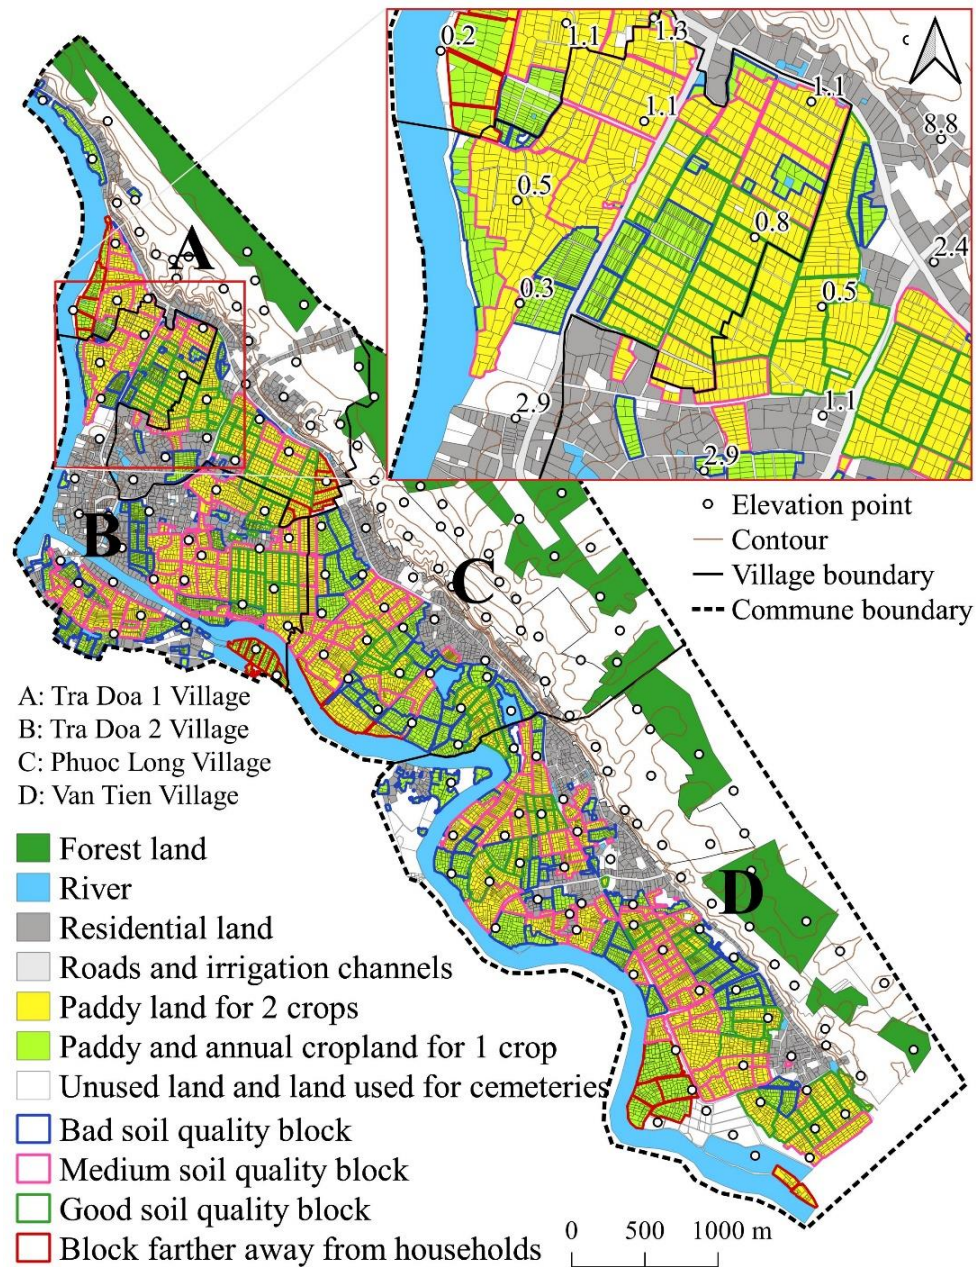 0.2
1.1
1.3
1.1
1.1
8.8
0.5
0.8
2.4
0.3
0.5
2.9
1.1
2.9
A
B
C
D
Elevation point
Contour
Village boundary
Commune boundary
A: Tra Doa 1 Village
B: Tra Doa 2 Village
C: Phuoc Long Village
D: Van Tien Village
Forest land
River
Residential land
Roads and irrigation channels
Paddy land for 2 crops
Paddy and annual cropland for 1 crop
Unused land and land used for cemeteries
Bad soil quality block
Medium soil quality block
Good soil quality block
Block farther away from households
0 500 1000 m